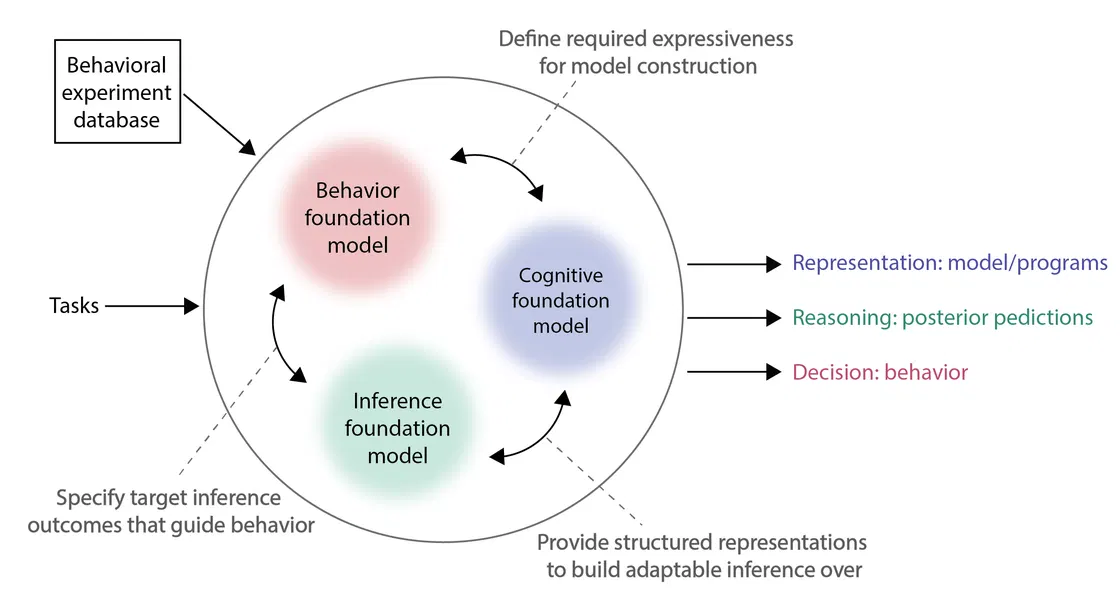 Define required expressiveness
for model construction
Behavioral
experiment
database
Behavior
foundation
model
Cognitive
foundation
model
Representation: model/programs
Tasks
Reasoning: posterior pedictions
Decision: behavior
Inference
foundation
model
Specify target inference
outcomes that guide behavior
Provide structured representations
to build adaptable inference over